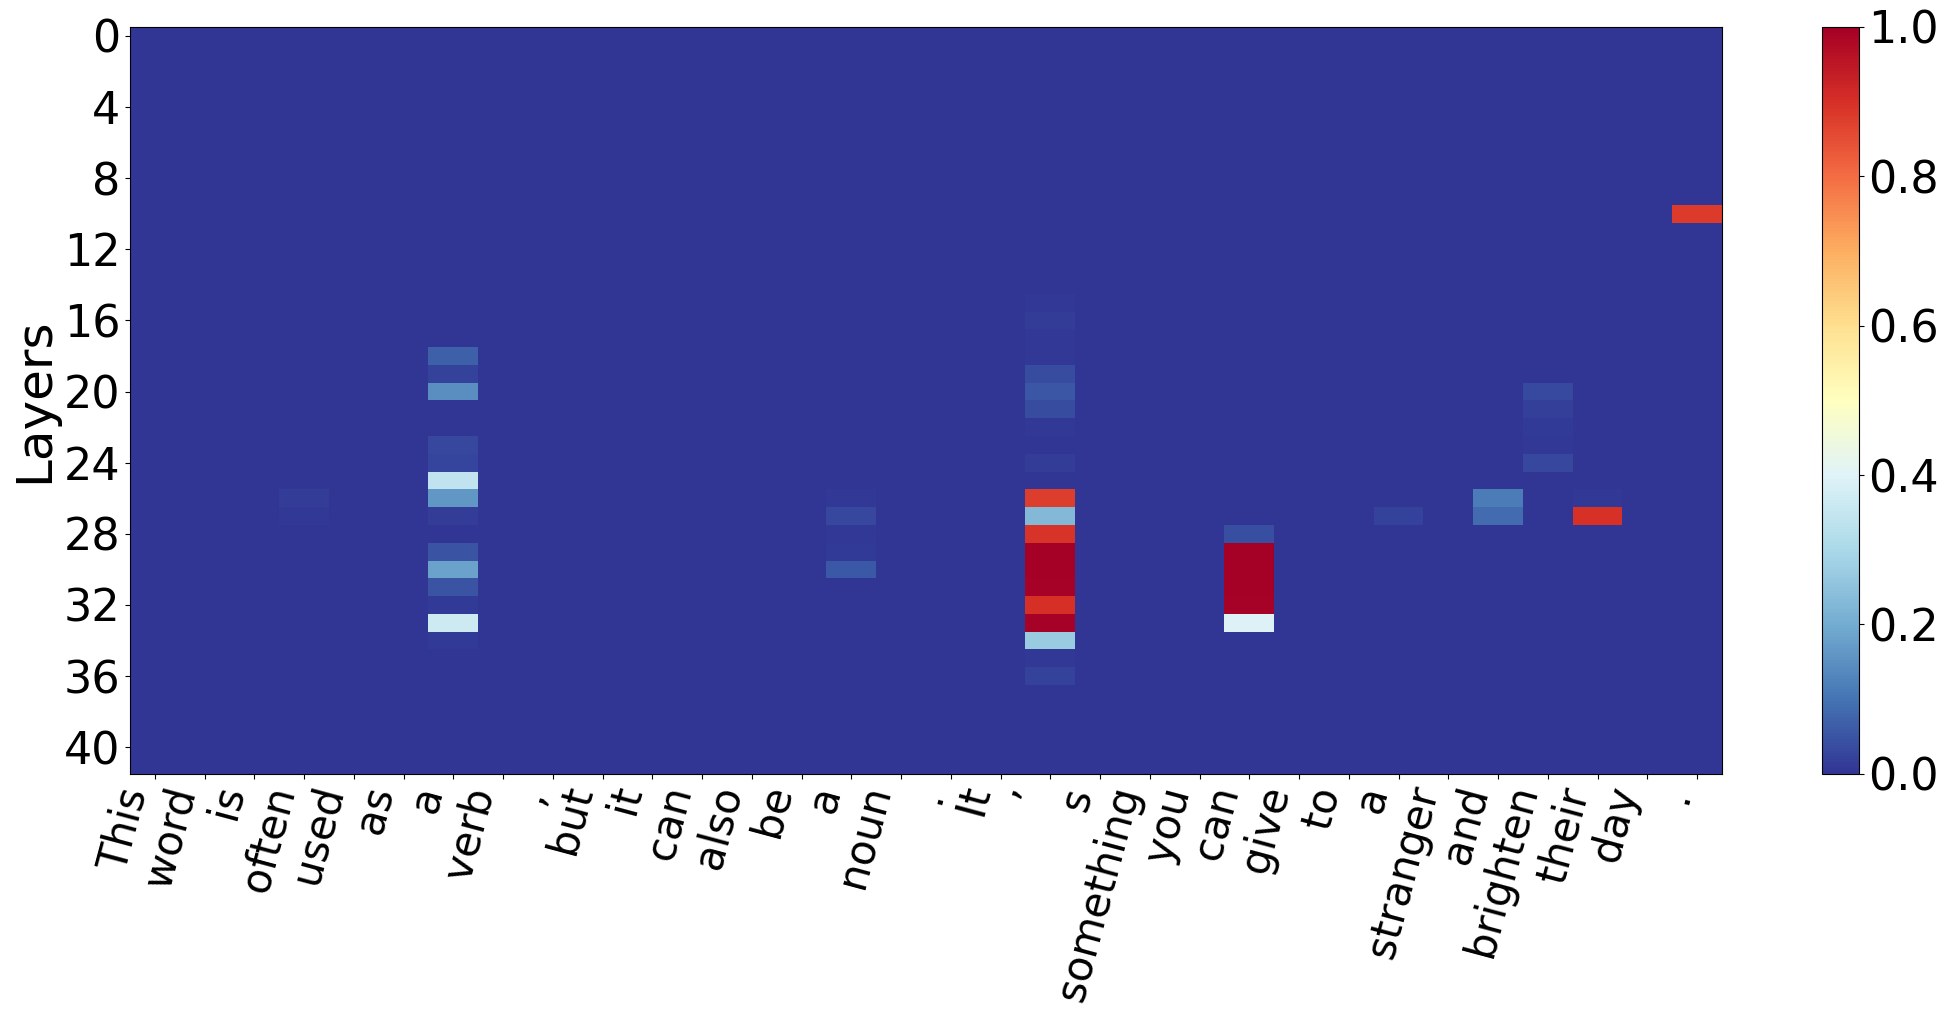 0
4
8
12
16
20
24
28
32
36
40
Layers
This
word
is
often
used
as
a
verb
,
but
it
can
also
be
a
noun
.
It
'
s
something
you
can
give
to
a
stranger
and
brighten
their
day
.
1.0
0.8
0.6
0.4
0.2
0.0